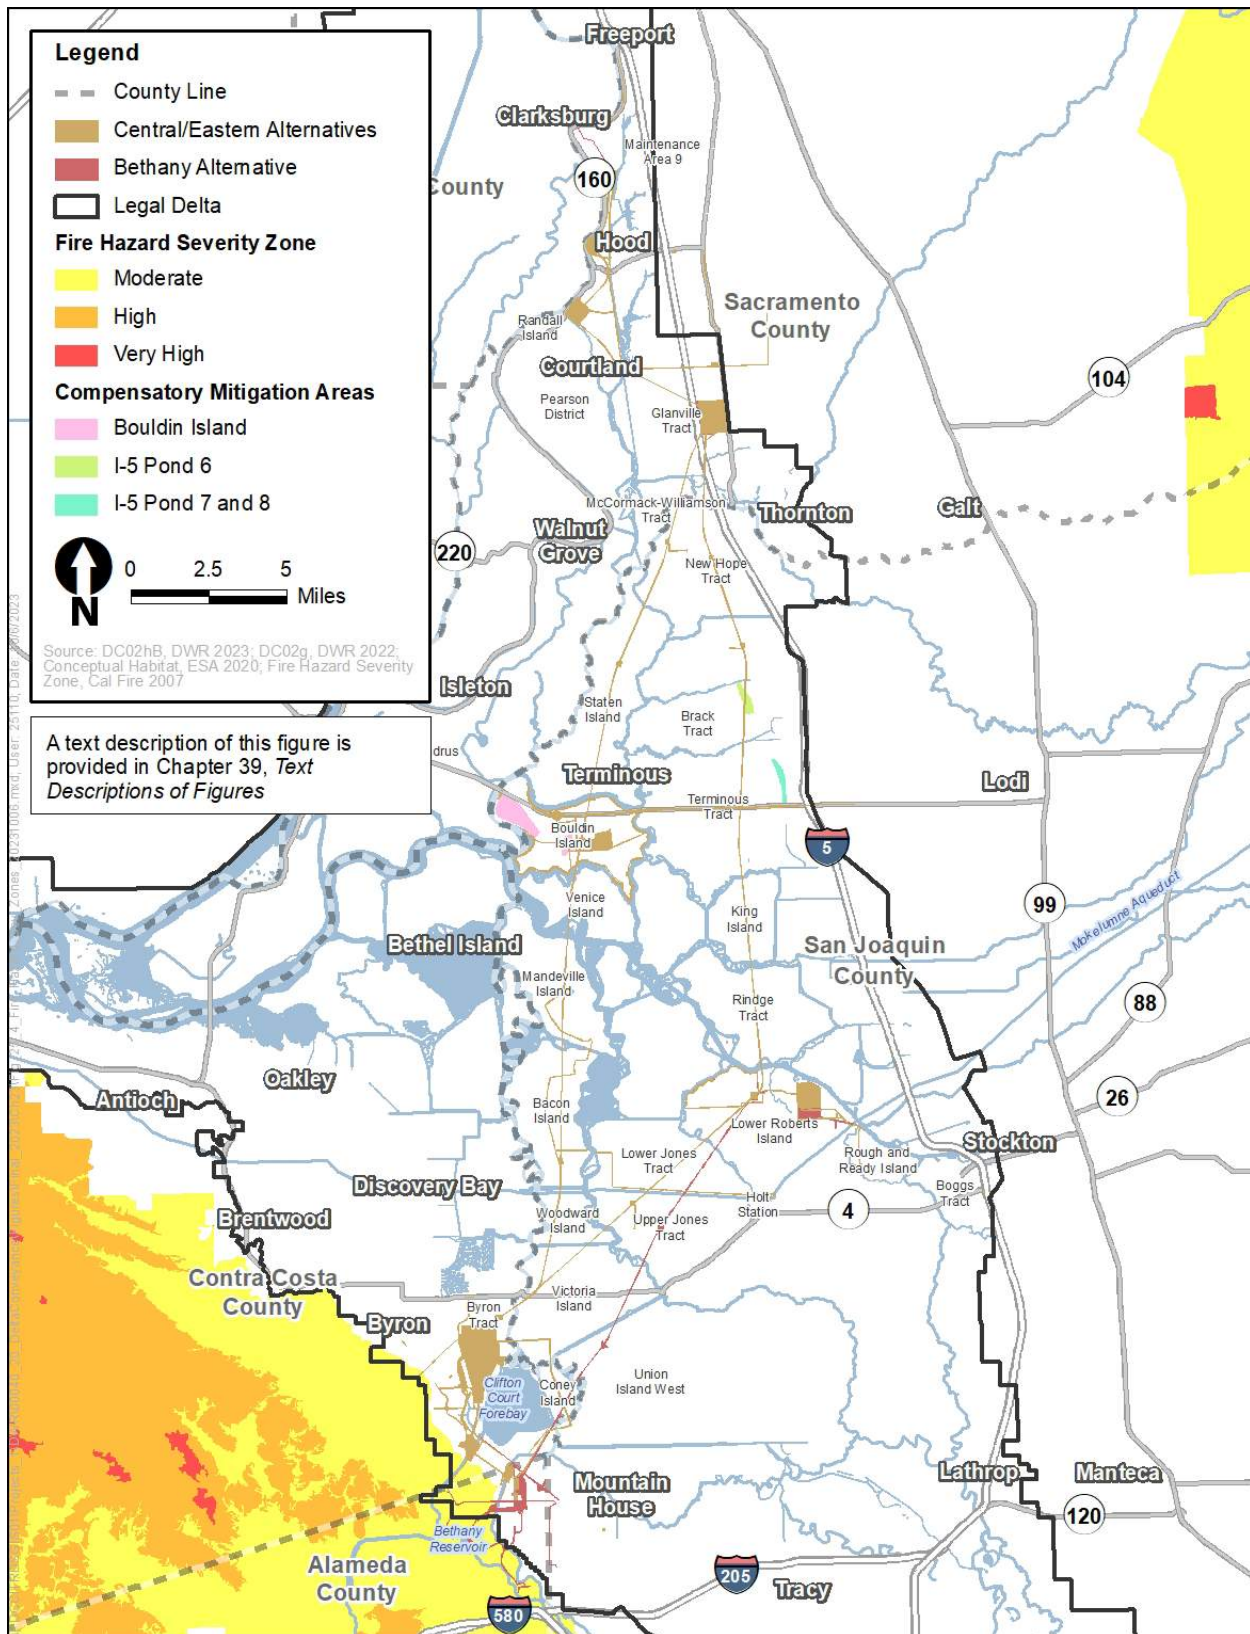 Legend
County Line
Central/Eastern Alternatives
Bethany Alternative
Legal Delta
Fire Hazard Severity Zone
Moderate
High
Very High
Compensatory Mitigation Areas
Bouldin Island
I-5 Pond 6
I-5 Pond 7 and 8
0 2.5 5
Miles
N
Source: DC02hB, DWR 2023; DC02g, DWR 2022;
Conceptual Habitat, ESA 2020; Fire Hazard Severity
Zone, Cal Fire 2007
A text description of this figure is
provided in Chapter 39, Text
Descriptions of Figures
Freeport
Clarksburg
Maintenance
Area 9
160
County
Hood
Sacramento
County
Randall
Island
Courtland
104
Pearson
District
Glanville
Tract
McCormack-Williamson
Tract
Thornton
Galt
Walnut
Grove
220
New Hope
Tract
Isleton
Staten
Island
Brack
Tract
drus
Terminous
Lodi
Terminous
Tract
Bouldin
Island
5
Venice
Island
King
Island
99
Mokelumne Aqueduct
Bethel Island
San Joaquin
County
Mandeville
Island
Rindge
Tract
88
Oakley
Antioch
26
Bacon
Island
Lower Roberts
Island
Stockton
Lower Jones
Tract
Rough and
Ready Island
Discovery Bay
Holt
Station
4
Boggs
Tract
Brentwood
Woodward
Island
Upper Jones
Tract
Contra Costa
County
Victoria
Island
Byron
Byron
Tract
Clifton
Court
Forebay
Coney
Island
Union
Island West
Mountain
House
Lathrop
Manteca
120
Bethany
Reservoir
Alameda
County
205
Tracy
580